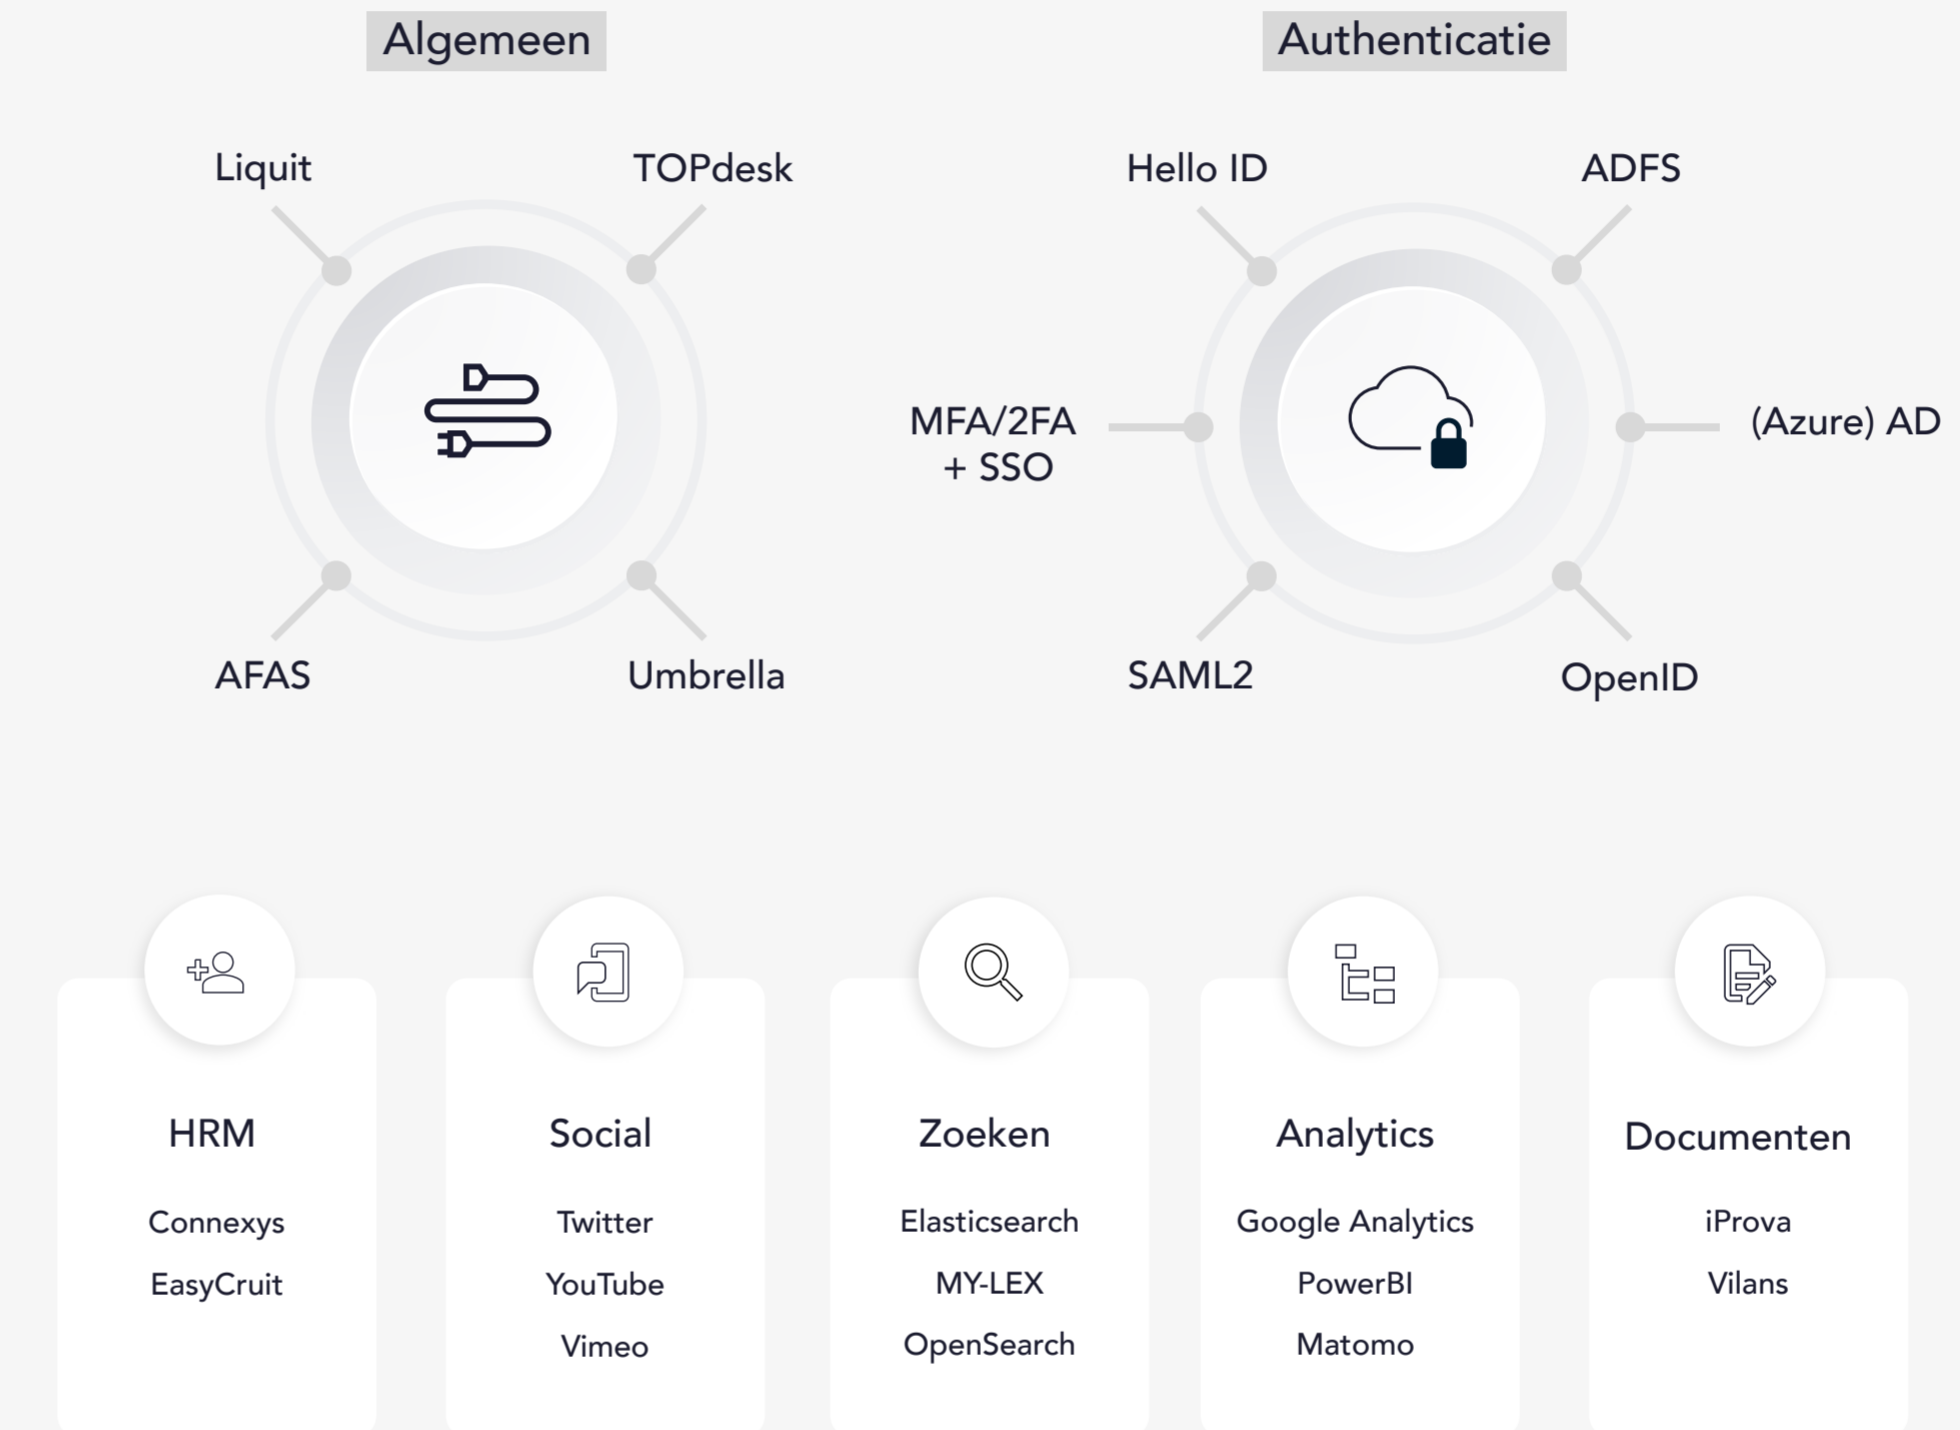 Algemeen
Liquit
TOPdesk
AFAS
Umbrella
Authenticatie
Hello ID
ADFS
MFA/2FA
+ SSO
(Azure) AD
SAML2
OpenID
HRM
Connexys
EasyCruit
Social
Twitter
YouTube
Vimeo
Zoeken
Elasticsearch
MY-LEX
OpenSearch
Analytics
Google Analytics
PowerBI
Matomo
Documenten
iProva
Vilans